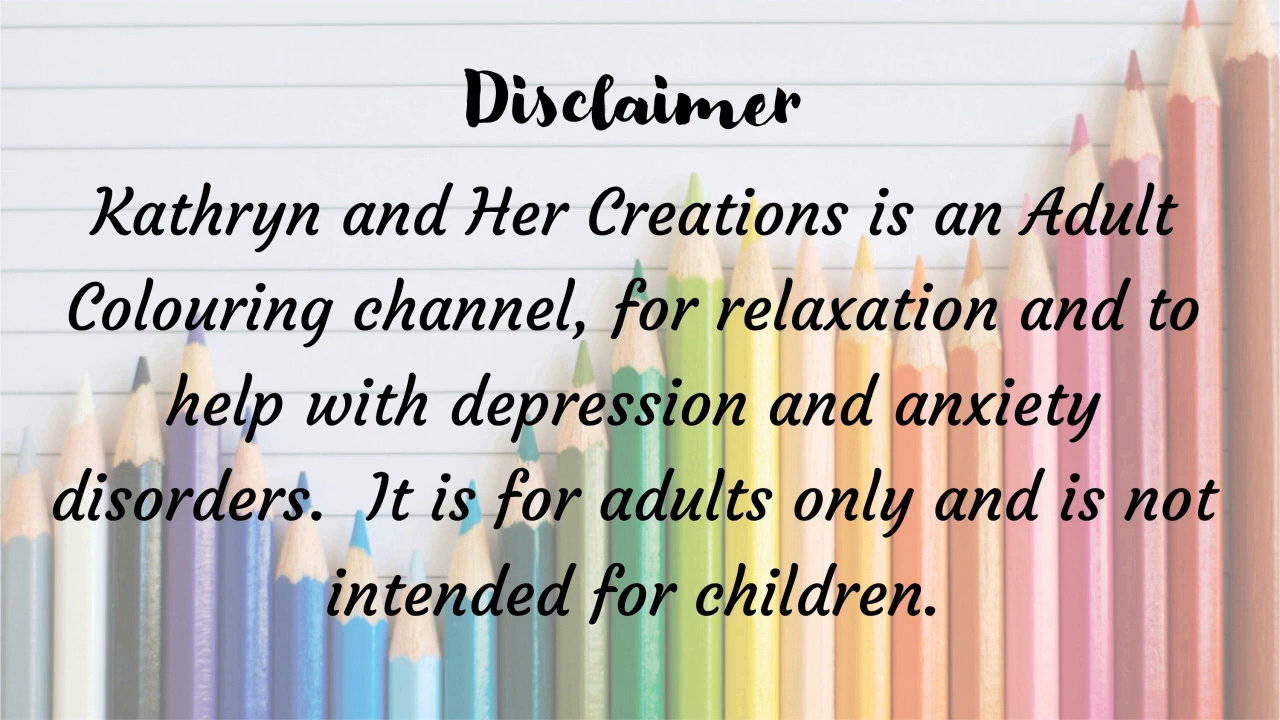 Disclaimer
Kathryn and Her Creations is an Adult
Colouring channel, for relaxation and to
help with depression and anxiety
disorders.  It is for adults only and is not
intended for children.